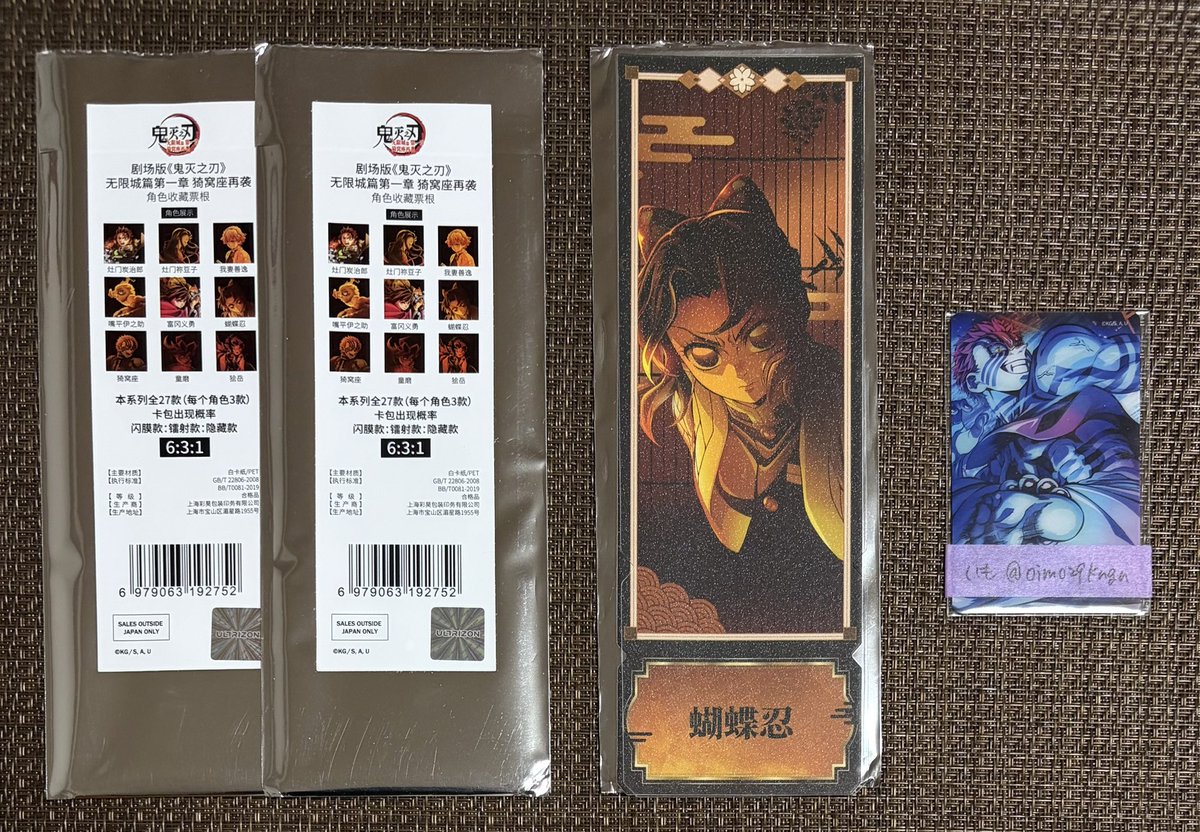 鬼灭之刃
剧场版《鬼灭之刃》
无限城篇第一章 猗窝座再袭
角色收藏票根
角色展示
灶门炭治郎 灶门祢豆子 我妻善逸
嘴平伊之助 富冈义勇 蝴蝶忍
猗窝座 童磨 狯岳
本系列全27款(每个角色3款)
卡包出现概率
闪膜款:镭射款:隐藏款
6:3:1
【主要材质】 白卡纸/PET
【执行标准】 GB/T 22806-2008
BB/T0081-2019
【等 级】 合格品
【生 产 商】 上海彩昊包装印务有限公司
【生产地址】 上海市宝山区潘星路1955号
6 979063 192752
SALES OUTSIDE
JAPAN ONLY
ULTRIZON
©KG/S, A, U
鬼灭之刃
剧场版《鬼灭之刃》
无限城篇第一章 猗窝座再袭
角色收藏票根
角色展示
灶门炭治郎 灶门祢豆子 我妻善逸
嘴平伊之助 富冈义勇 蝴蝶忍
猗窝座 童磨 狯岳
本系列全27款(每个角色3款)
卡包出现概率
闪膜款:镭射款:隐藏款
6:3:1
【主要材质】 白卡纸/PET
【执行标准】 GB/T 22806-2008
BB/T0081-2019
【等 级】 合格品
【生 产 商】 上海彩昊包装印务有限公司
【生产地址】 上海市宝山区潘星路1955号
6 979063 192752
SALES OUTSIDE
JAPAN ONLY
ULTRIZON
©KG/S, A, U
蝴蝶忍
©KG/S, A, U
@oimo29kngn